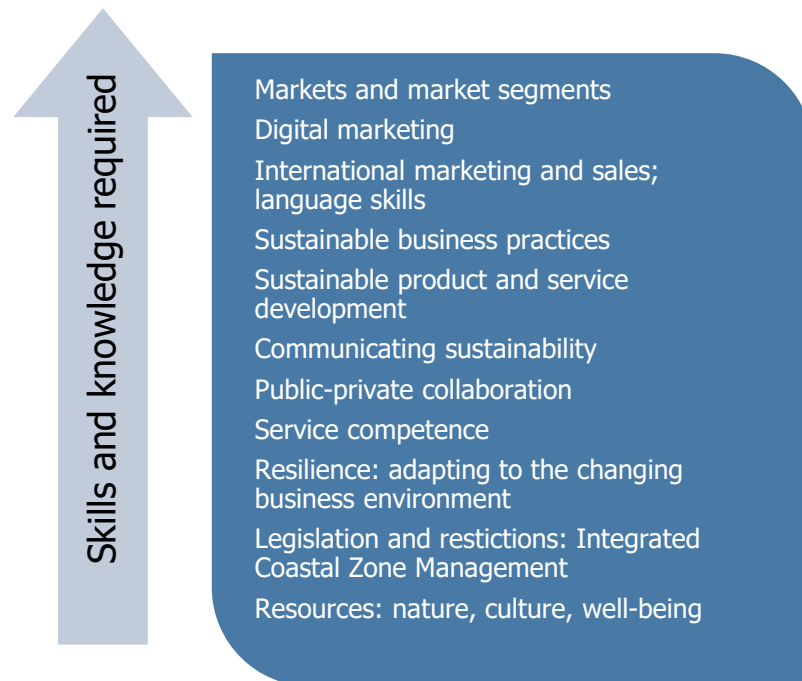 Skills and knowledge required
Markets and market segments
Digital marketing
International marketing and sales;
language skills
Sustainable business practices
Sustainable product and service
development
Communicating sustainability
Public-private collaboration
Service competence
Resilience: adapting to the changing
business environment
Legislation and restictions: Integrated
Coastal Zone Management
Resources: nature, culture, well-being